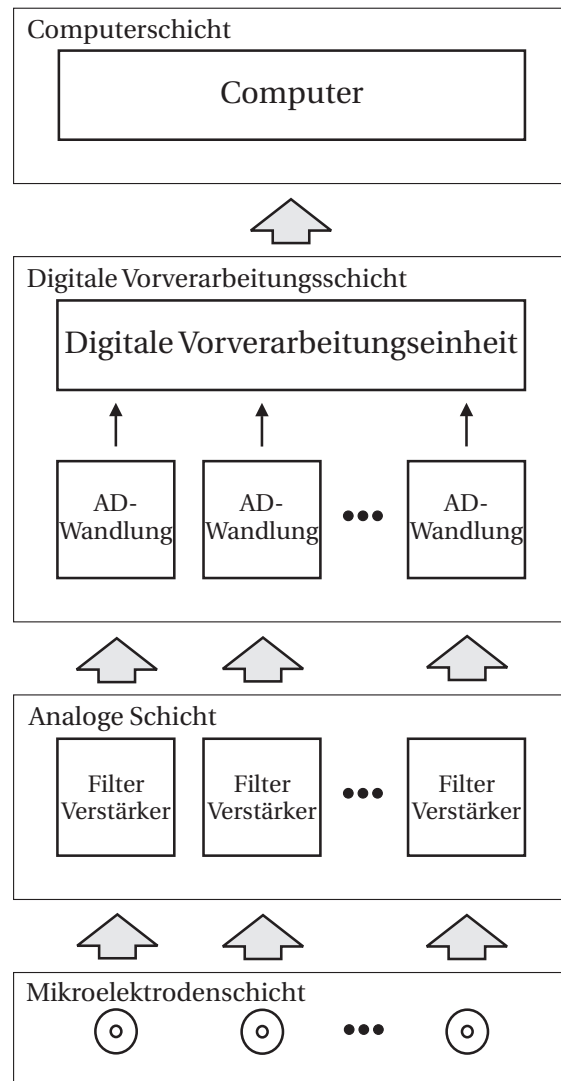 Computerschicht
Computer
Digitale Vorverarbeitungsschicht
Digitale Vorverarbeitungseinheit
AD-
Wandlung
AD-
Wandlung
AD-
Wandlung
Analoge Schicht
Filter
Verstärker
Filter
Verstärker
Filter
Verstärker
Mikroelektrodenschicht